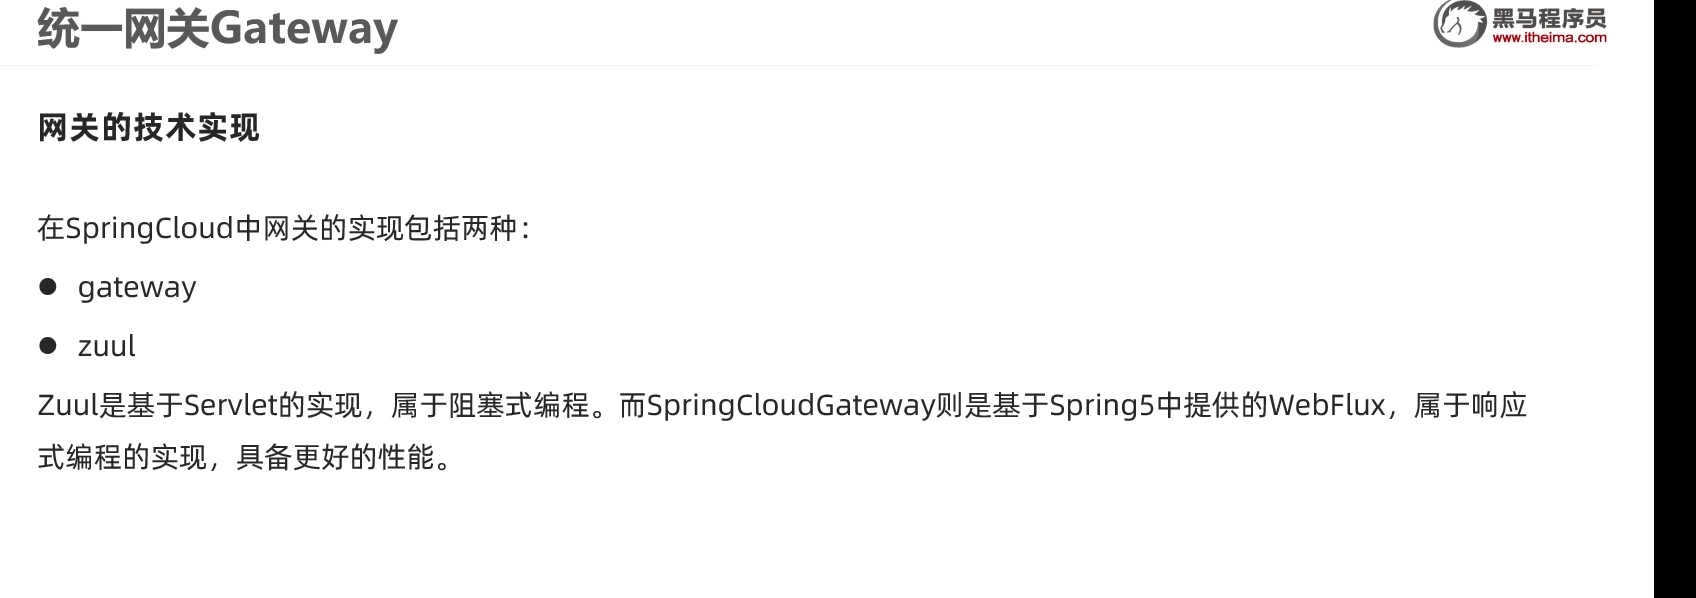 统一网关Gateway
黑马程序员
www.itheima.com
网关的技术实现
在SpringCloud中网关的实现包括两种：
● gateway
● zuul
Zuul是基于Servlet的实现，属于阻塞式编程。而SpringCloudGateway则是基于Spring5中提供的WebFlux，属于响应
式编程的实现，具备更好的性能。